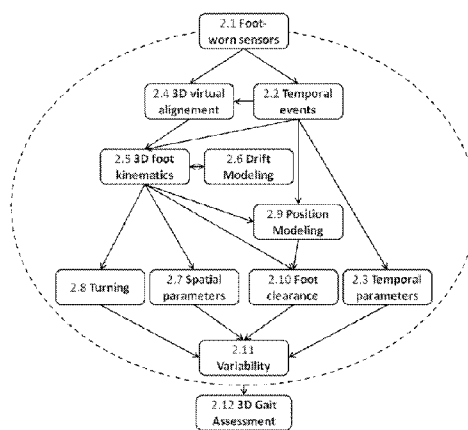 2.1 Foot-
worn sensors
2.4 3D virtual
alignement
2.2 Temporal
events
2.5 3D foot
kinematics
2.6 Drift
Modeling
2.9 Position
Modeling
2.8 Turning
2.7 Spatial
parameters
2.10 Foot
clearance
2.3 Temporal
parameters
2.11
Variability
2.12 3D Gait
Assessment